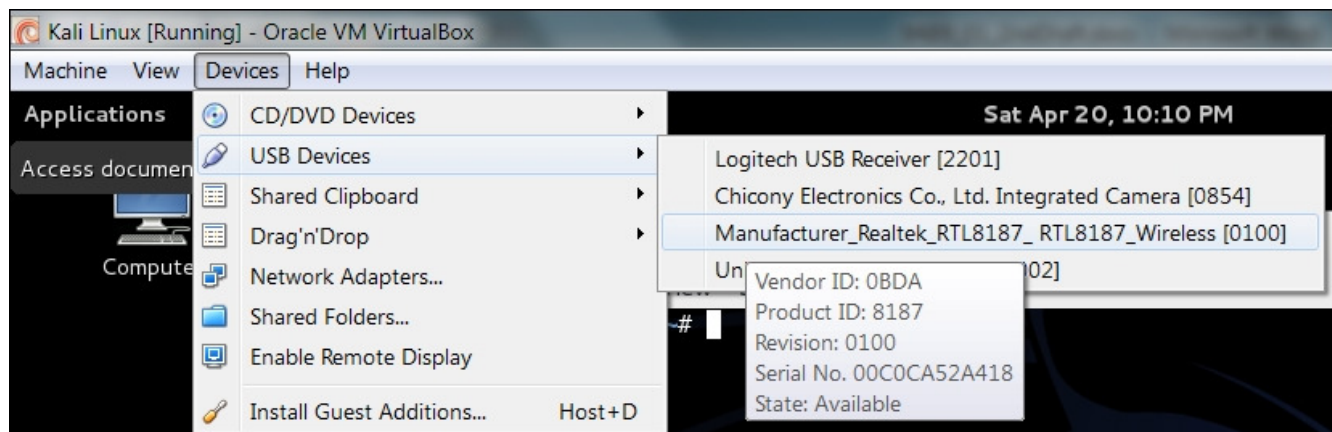 Kali Linux [Running] - Oracle VM VirtualBox
Machine View Devices Help
Applications
Sat Apr 20, 10:10 PM
Access documen
Compute
CD/DVD Devices
USB Devices
Shared Clipboard
Drag'n'Drop
Network Adapters...
Shared Folders...
Enable Remote Display
Install Guest Additions... Host+D
Logitech USB Receiver [2201]
Chicony Electronics Co., Ltd. Integrated Camera [0854]
Manufacturer_Realtek_RTL8187_ RTL8187_Wireless [0100]
Un 02]
Vendor ID: 0BDA
Product ID: 8187
Revision: 0100
Serial No. 00C0CA52A418
State: Available
~#